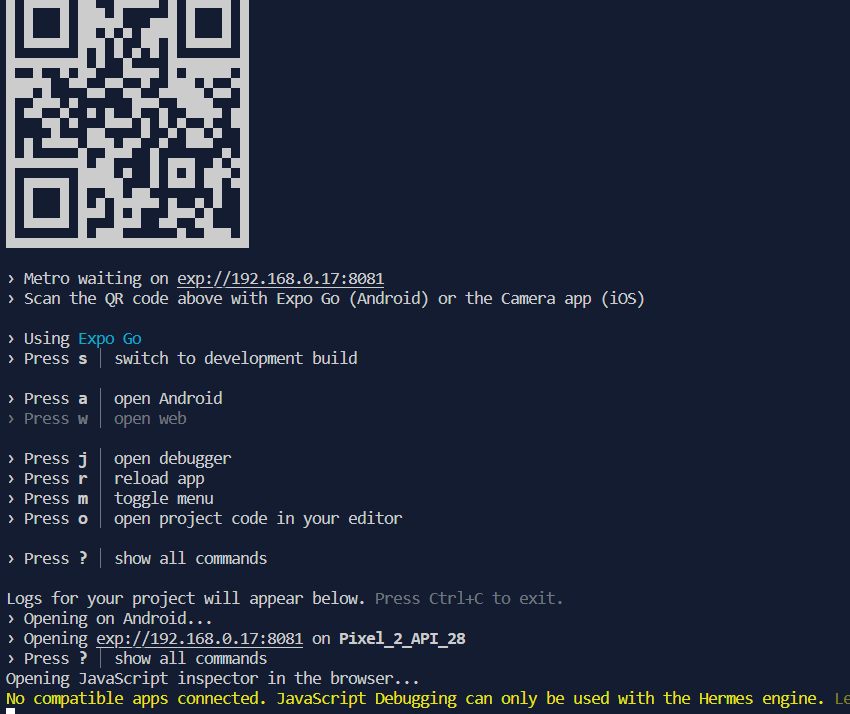 › Metro waiting on exp://192.168.0.17:8081
› Scan the QR code above with Expo Go (Android) or the Camera app (iOS)
› Using Expo Go
› Press s │ switch to development build
› Press a │ open Android
› Press w │ open web
› Press j │ open debugger
› Press r │ reload app
› Press m │ toggle menu
› Press o │ open project code in your editor
› Press ? │ show all commands
Logs for your project will appear below. Press Ctrl+C to exit.
› Opening on Android...
› Opening exp://192.168.0.17:8081 on Pixel_2_API_28
› Press ? │ show all commands
Opening JavaScript inspector in the browser...
No compatible apps connected. JavaScript Debugging can only be used with the Hermes engine.